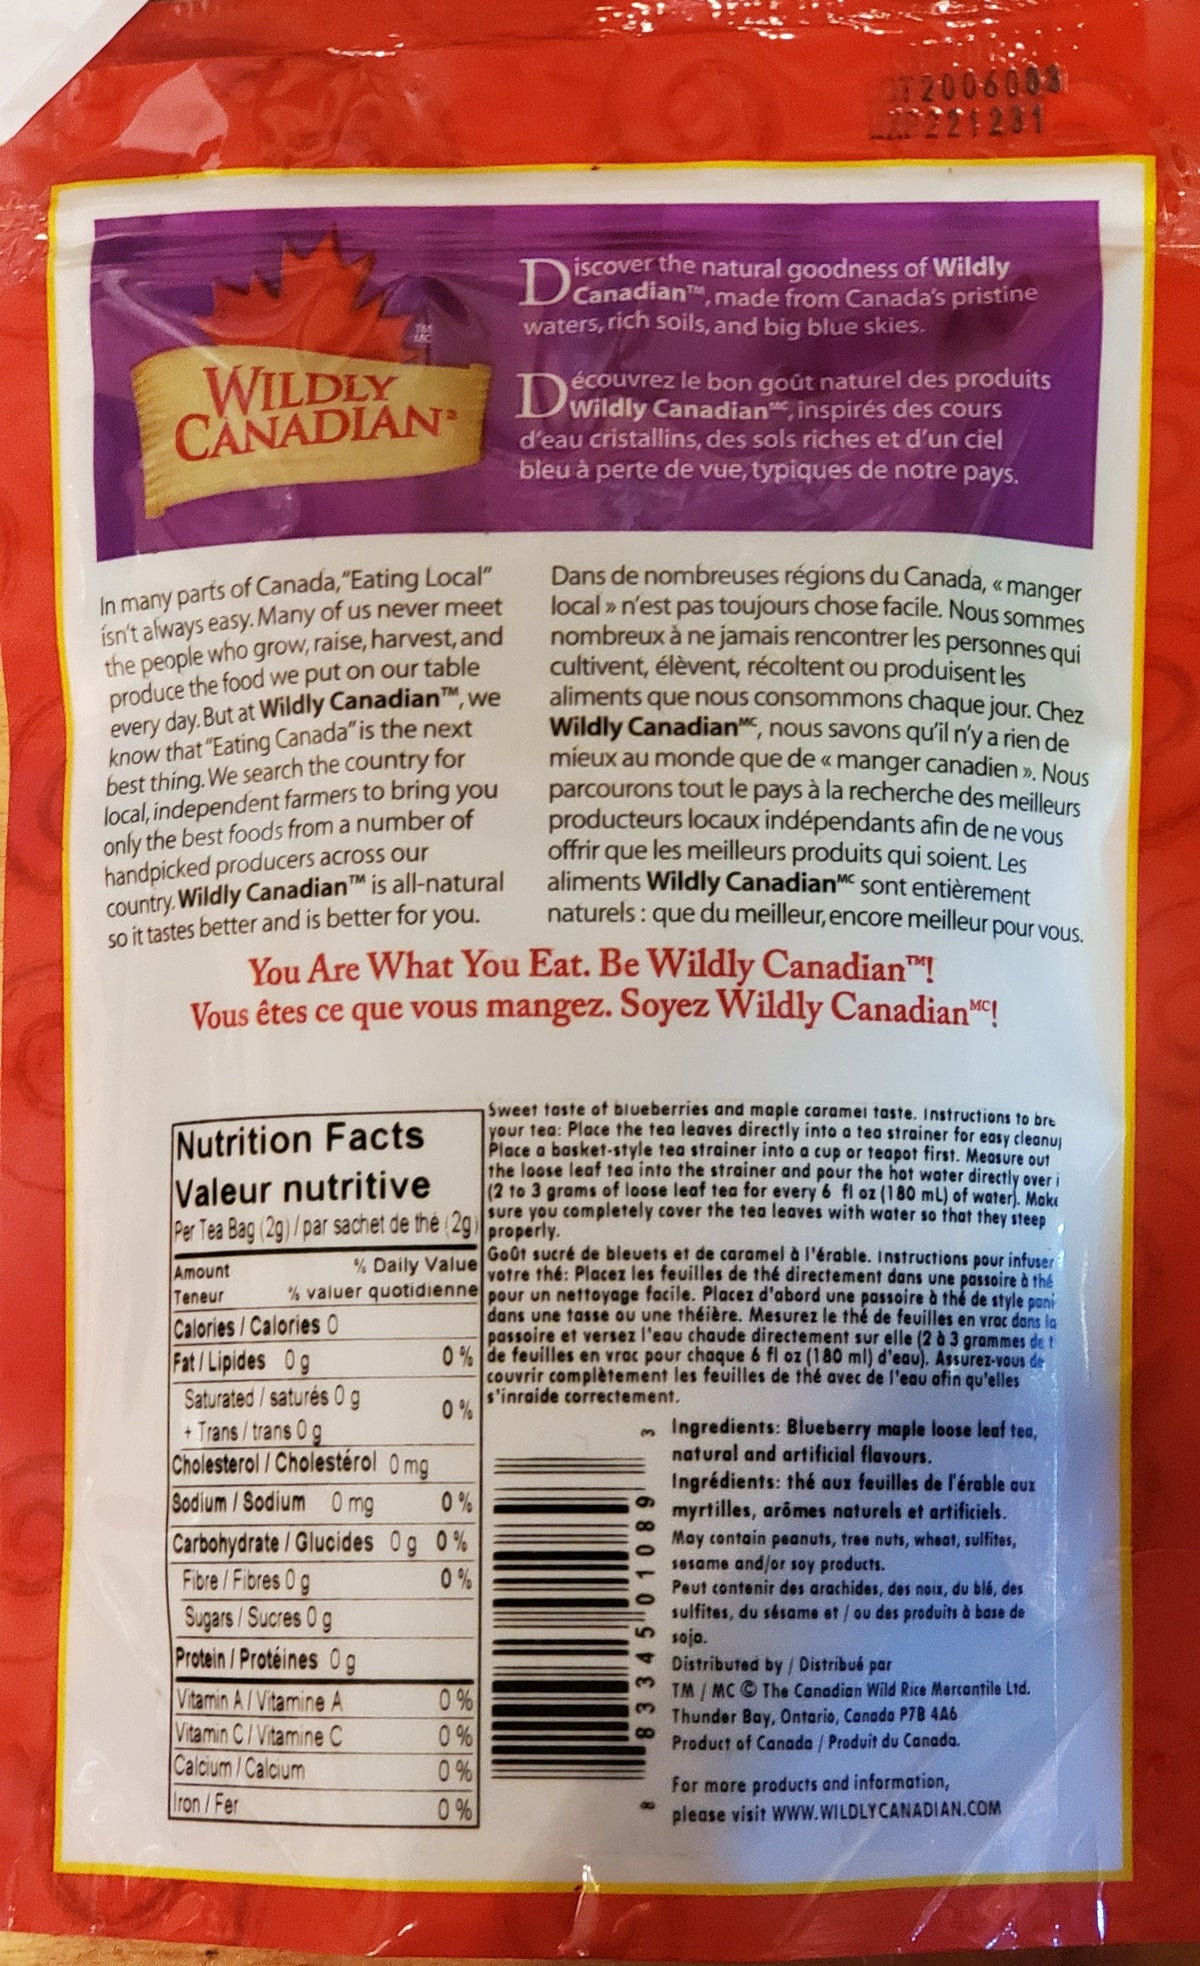 T2006083
221231
TM
MC
WILDLY
CANADIAN
Discover the natural goodness of Wildly
Canadian™, made from Canada's pristine
waters, rich soils, and big blue skies.
Découvrez le bon goût naturel des produits
Wildly Canadian MC, inspirés des cours
d'eau cristallins, des sols riches et d'un ciel
bleu à perte de vue, typiques de notre pays.
In many parts of Canada, "Eating Local"
isn't always easy. Many of us never meet
the people who grow, raise, harvest, and
produce the food we put on our table
every day. But at Wildly Canadian™, we
know that "Eating Canada" is the next
best thing. We search the country for
local, independent farmers to bring you
only the best foods from a number of
handpicked producers across our
country. Wildly Canadian™ is all-natural
so it tastes better and is better for you.
Dans de nombreuses régions du Canada, « manger
local » n'est pas toujours chose facile. Nous sommes
nombreux à ne jamais rencontrer les personnes qui
cultivent, élèvent, récoltent ou produisent les
aliments que nous consommons chaque jour. Chez
Wildly Canadian MC, nous savons qu'il n'y a rien de
mieux au monde que de « manger canadien ». Nous
parcourons tout le pays à la recherche des meilleurs
producteurs locaux indépendants afin de ne vous
offrir que les meilleurs produits qui soient. Les
aliments Wildly Canadian MC sont entièrement
naturels : que du meilleur, encore meilleur pour vous.
You Are What You Eat. Be Wildly Canadian™!
Vous êtes ce que vous mangez. Soyez Wildly Canadian MC!
Nutrition Facts
Valeur nutritive
Per Tea Bag (2g) / par sachet de thé (2g)
Amount % Daily Value
Teneur % valuer quotidienne
Calories / Calories 0
Fat / Lipides 0 g 0 %
Saturated / saturés 0 g
+ Trans / trans 0 g 0 %
Cholesterol / Cholestérol 0 mg
Sodium / Sodium 0 mg 0 %
Carbohydrate / Glucides 0 g 0 %
Fibre / Fibres 0 g 0 %
Sugars / Sucres 0 g
Protein / Protéines 0 g
Vitamin A / Vitamine A 0 %
Vitamin C / Vitamine C 0 %
Calcium / Calcium 0 %
Iron / Fer 0 %
Sweet taste of blueberries and maple caramel taste. Instructions to bre
your tea: Place the tea leaves directly into a tea strainer for easy cleanu
Place a basket-style tea strainer into a cup or teapot first. Measure out
the loose leaf tea into the strainer and pour the hot water directly over i
(2 to 3 grams of loose leaf tea for every 6 fl oz (180 mL) of water). Make
sure you completely cover the tea leaves with water so that they steep
properly.
Goût sucré de bleuets et de caramel à l'érable. Instructions pour infuser
votre thé: Placez les feuilles de thé directement dans une passoire à thé
pour un nettoyage facile. Placez d'abord une passoire à thé de style pani
dans une tasse ou une théière. Mesurez le thé de feuilles en vrac dans la
passoire et versez l'eau chaude directement sur elle (2 à 3 grammes de t
de feuilles en vrac pour chaque 6 fl oz (180 ml) d'eau). Assurez-vous de
couvrir complètement les feuilles de thé avec de l'eau afin qu'elles
s'inraide correctement.
8 83345 01089 3
Ingredients: Blueberry maple loose leaf tea,
natural and artificial flavours.
Ingrédients: thé aux feuilles de l'érable aux
myrtilles, arômes naturels et artificiels.
May contain peanuts, tree nuts, wheat, sulfites,
sesame and/or soy products.
Peut contenir des arachides, des noix, du blé, des
sulfites, du sésame et / ou des produits à base de
soja.
Distributed by / Distribué par
TM / MC © The Canadian Wild Rice Mercantile Ltd.
Thunder Bay, Ontario, Canada P7B 4A6
Product of Canada / Produit du Canada.
For more products and information,
please visit WWW.WILDLYCANADIAN.COM